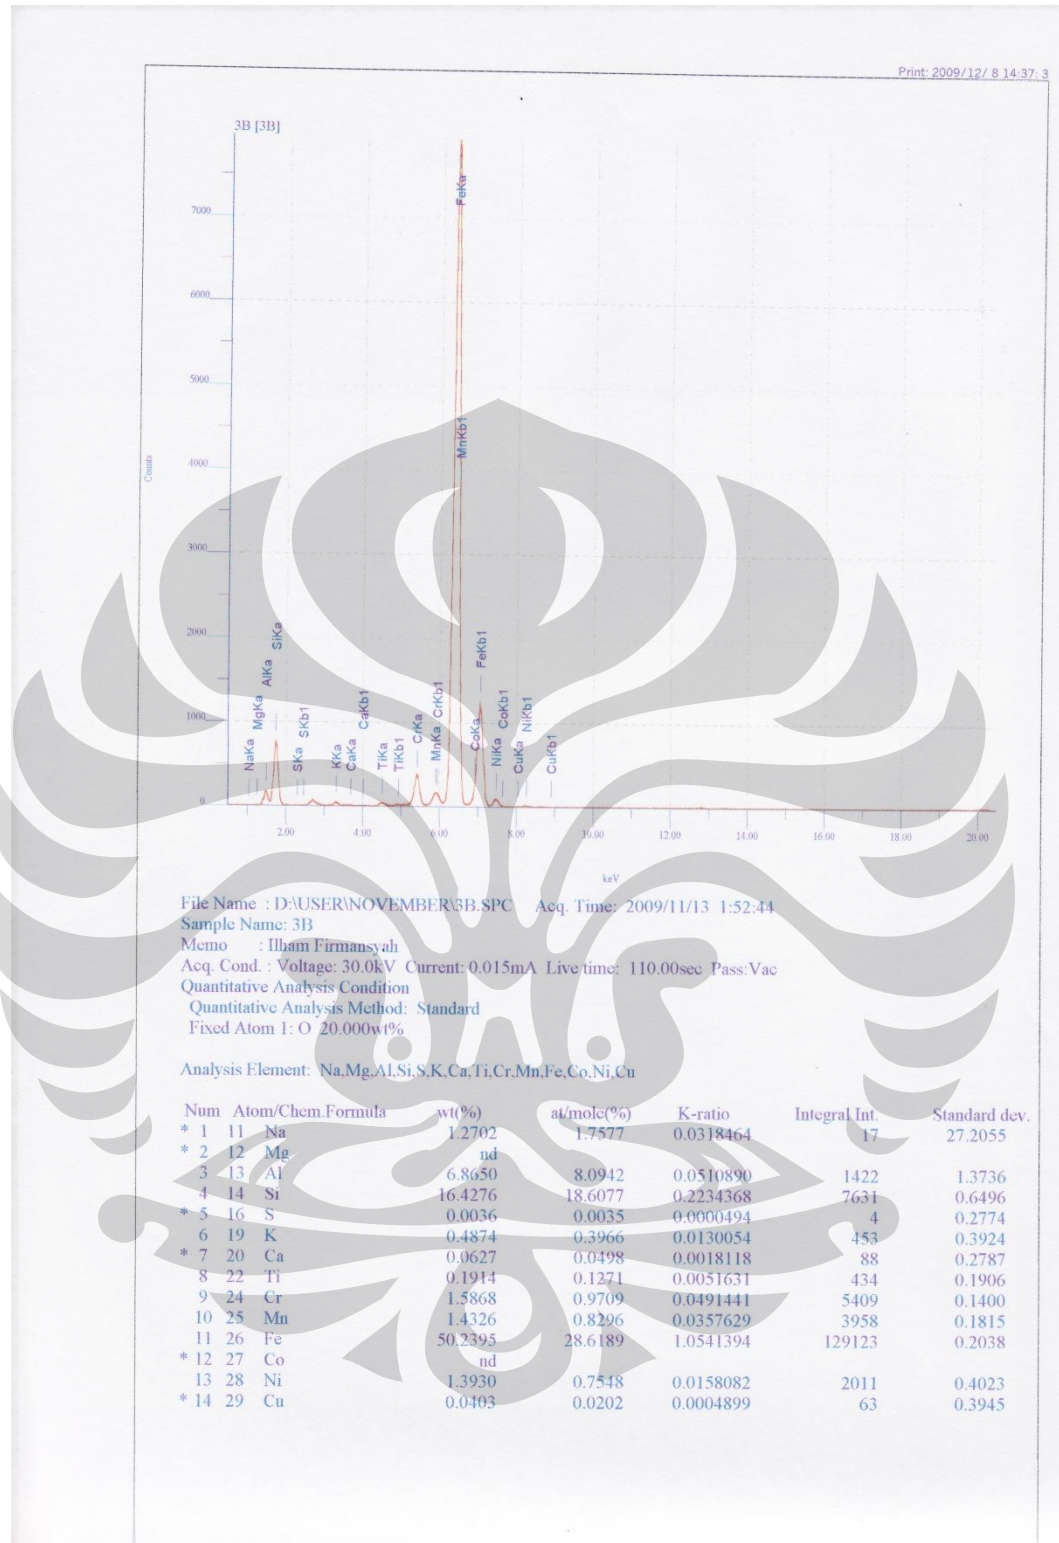 Print: 2009/12/ 8 14:37: 3
3B [3B]
7000
6000
5000
4000
3000
2000
1000
0
Counts
NaKa
MgKa
AlKa
SiKa
SKa
SKb1
KKa
CaKa
CaKb1
TiKa
TiKb1
CrKa
MnKa
CrKb1
FeKa
MnKb1
CoKa
FeKb1
NiKa
CoKb1
CuKa
NiKb1
CuKb1
2.00 4.00 6.00 8.00 10.00 12.00 14.00 16.00 18.00 20.00
keV
File Name : D:\USER\NOVEMBER\3B.SPC Acq. Time: 2009/11/13 1:52:44
Sample Name: 3B
Memo : Ilham Firmansyah
Acq. Cond. : Voltage: 30.0kV Current: 0.015mA Live time: 110.00sec Pass:Vac
Quantitative Analysis Condition
Quantitative Analysis Method: Standard
Fixed Atom 1: O 20.000wt%
Analysis Element: Na,Mg,Al,Si,S,K,Ca,Ti,Cr,Mn,Fe,Co,Ni,Cu
Num Atom/Chem.Formula wt(%) at/mole(%) K-ratio Integral Int. Standard dev.
* 1 11 Na 1.2702 1.7577 0.0318464 17 27.2055
* 2 12 Mg nd
3 13 Al 6.8650 8.0942 0.0510890 1422 1.3736
4 14 Si 16.4276 18.6077 0.2234368 7631 0.6496
* 5 16 S 0.0036 0.0035 0.0000494 4 0.2774
6 19 K 0.4874 0.3966 0.0130054 453 0.3924
* 7 20 Ca 0.0627 0.0498 0.0018118 88 0.2787
8 22 Ti 0.1914 0.1271 0.0051631 434 0.1906
9 24 Cr 1.5868 0.9709 0.0491441 5409 0.1400
10 25 Mn 1.4326 0.8296 0.0357629 3958 0.1815
11 26 Fe 50.2395 28.6189 1.0541394 129123 0.2038
* 12 27 Co nd
13 28 Ni 1.3930 0.7548 0.0158082 2011 0.4023
* 14 29 Cu 0.0403 0.0202 0.0004899 63 0.3945